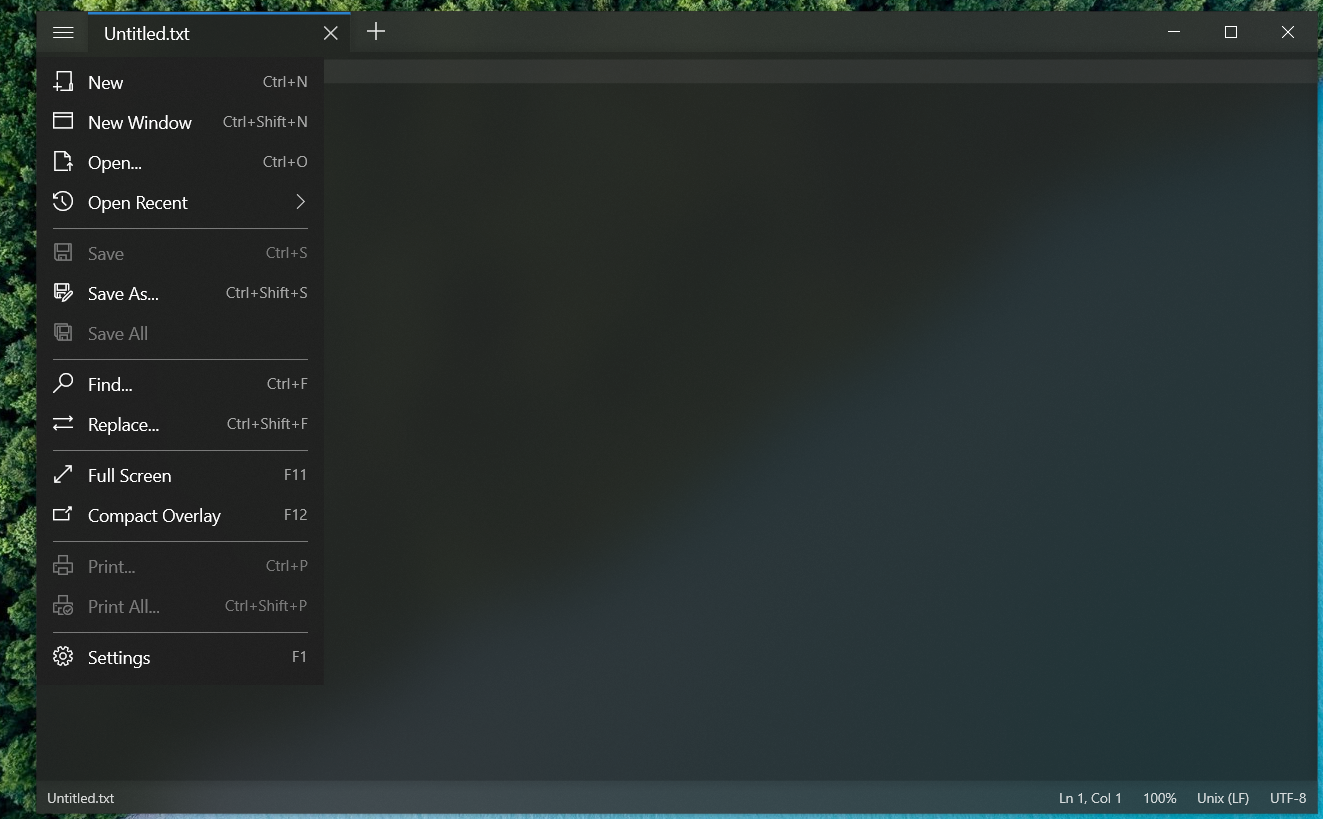 Untitled.txt
New Ctrl+N
New Window Ctrl+Shift+N
Open... Ctrl+O
Open Recent
Save Ctrl+S
Save As... Ctrl+Shift+S
Save All
Find... Ctrl+F
Replace... Ctrl+Shift+F
Full Screen F11
Compact Overlay F12
Print... Ctrl+P
Print All... Ctrl+Shift+P
Settings F1
Untitled.txt Ln 1, Col 1 100% Unix (LF) UTF-8